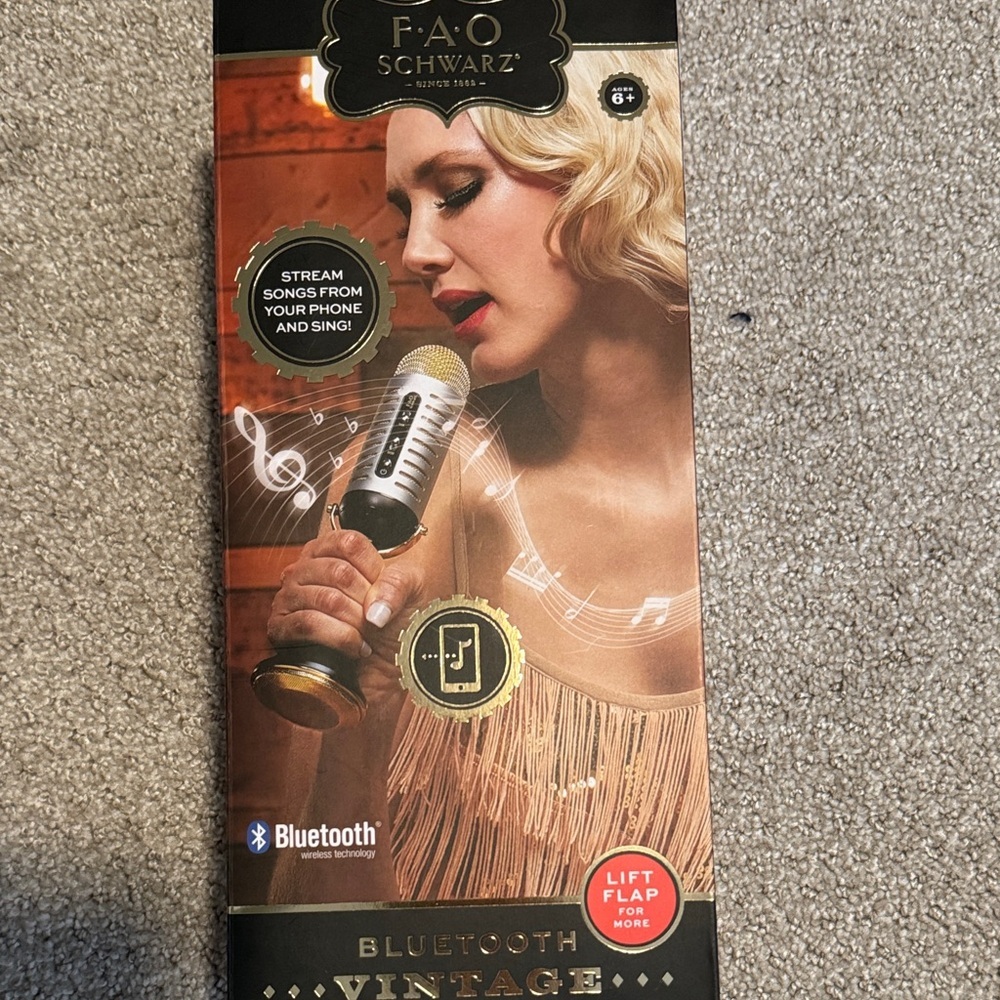 F·A·O
SCHWARZ
SINCE 1862
AGES
6+
STREAM
SONGS FROM
YOUR PHONE
AND SING!
Bluetooth®
wireless technology
LIFT
FLAP
FOR
MORE
BLUETOOTH
VINTAGE